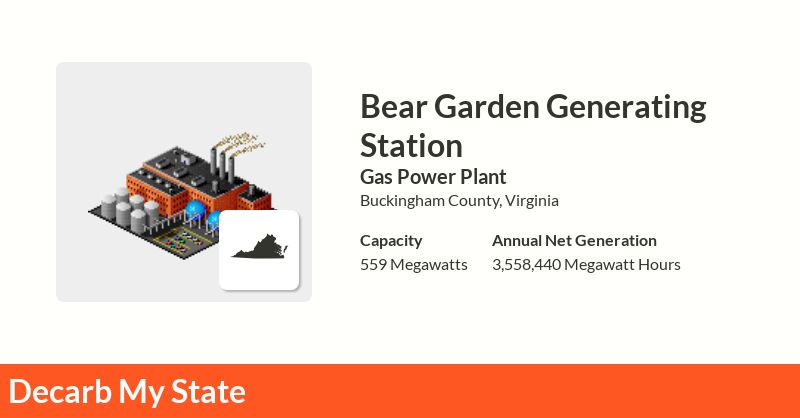 Bear Garden Generating
Station
Gas Power Plant
Buckingham County, Virginia
Capacity
559 Megawatts
Annual Net Generation
3,558,440 Megawatt Hours
Decarb My State